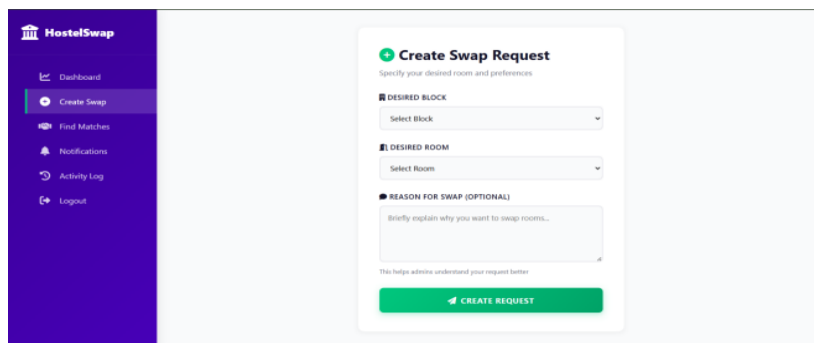 HostelSwap
Dashboard
Create Swap
Find Matches
Notifications
Activity Log
Logout
Create Swap Request
Specify your desired room and preferences
DESIRED BLOCK
Select Block
DESIRED ROOM
Select Room
REASON FOR SWAP (OPTIONAL)
Briefly explain why you want to swap rooms...
This helps admins understand your request better
CREATE REQUEST